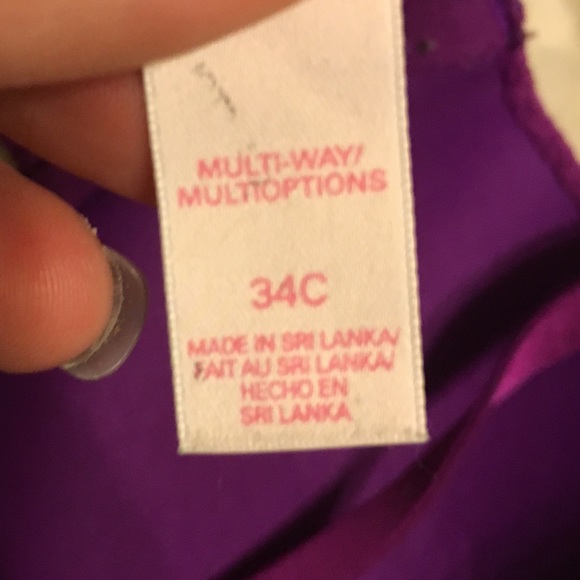 MULTI-WAY/
MULTIOPTIONS
34C
MADE IN SRI LANKA/
FAIT AU SRI LANKA/
HECHO EN
SRI LANKA